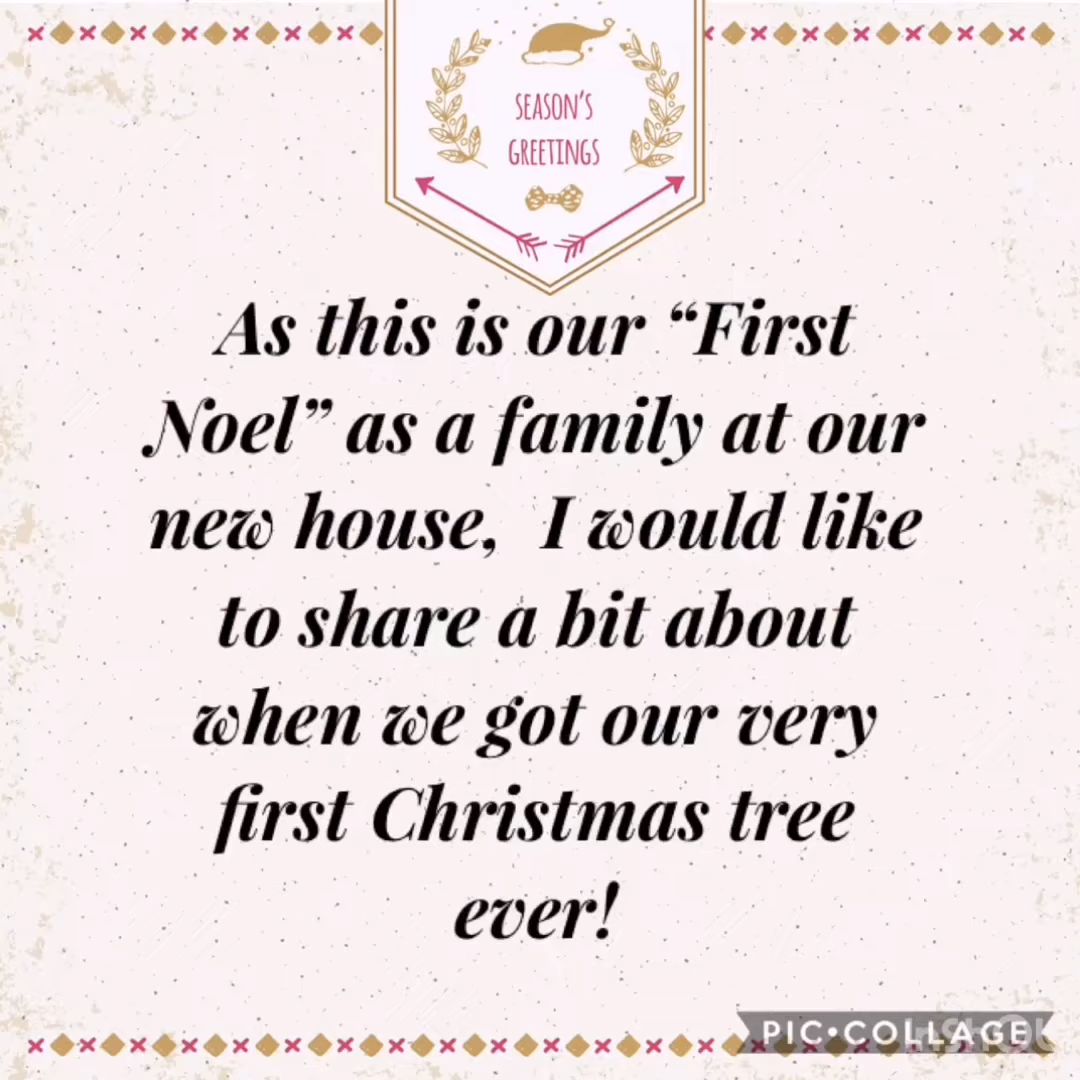 SEASON'S
GREETINGS
As this is our “First
Noel” as a family at our
new house,  I would like
to share a bit about
when we got our very
first Christmas tree
ever!
PIC•COLLAGE